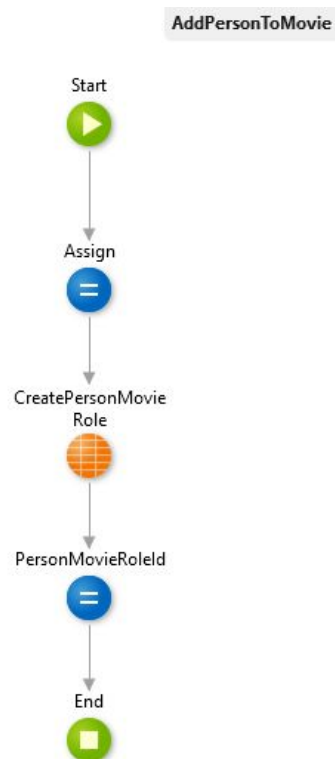 AddPersonToMovie
Start
Assign
CreatePersonMovie
Role
PersonMovieRoleId
End